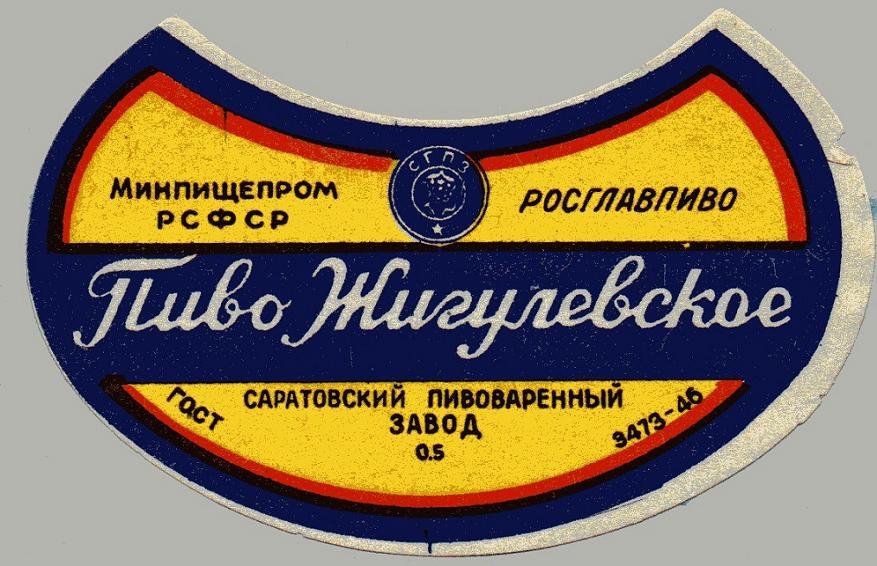 СГПЗ
МИНПИЩЕПРОМ
РСФСР
РОСГЛАВПИВО
Пиво Жигулевское
САРАТОВСКИЙ ПИВОВАРЕННЫЙ
ЗАВОД
0.5
ГОСТ
3473-46